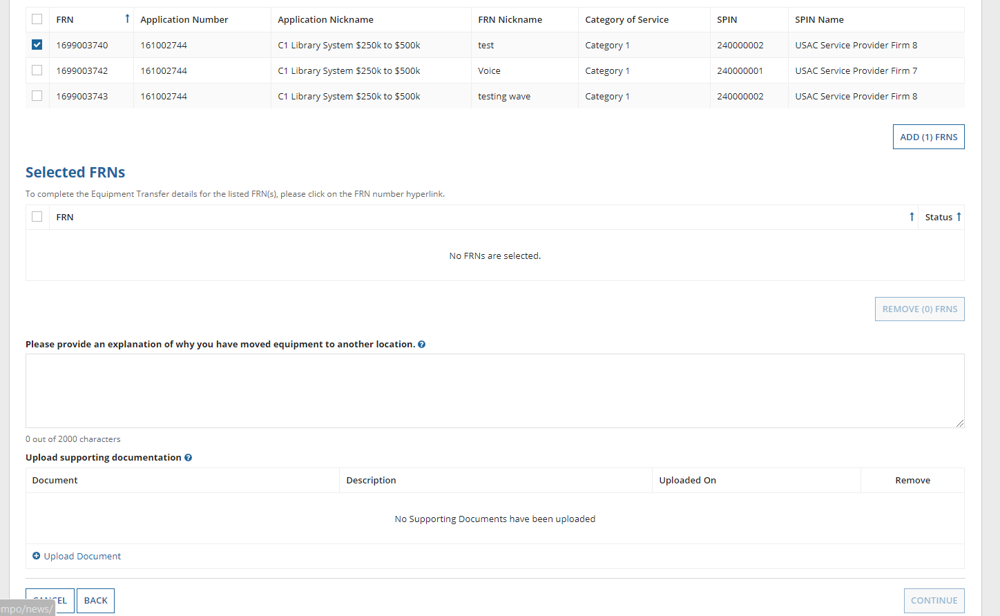 FRN Application Number Application Nickname FRN Nickname Category of Service SPIN SPIN Name
1699003740 161002744 C1 Library System $250k to $500k test Category 1 240000002 USAC Service Provider Firm 8
1699003742 161002744 C1 Library System $250k to $500k Voice Category 1 240000001 USAC Service Provider Firm 7
1699003743 161002744 C1 Library System $250k to $500k testing wave Category 1 240000002 USAC Service Provider Firm 8
ADD (1) FRNS
Selected FRNs
To complete the Equipment Transfer details for the listed FRN(s), please click on the FRN number hyperlink.
FRN Status
No FRNs are selected.
REMOVE (0) FRNS
Please provide an explanation of why you have moved equipment to another location.
0 out of 2000 characters
Upload supporting documentation
Document Description Uploaded On Remove
No Supporting Documents have been uploaded
Upload Document
CANCEL BACK CONTINUE
mpo/news/